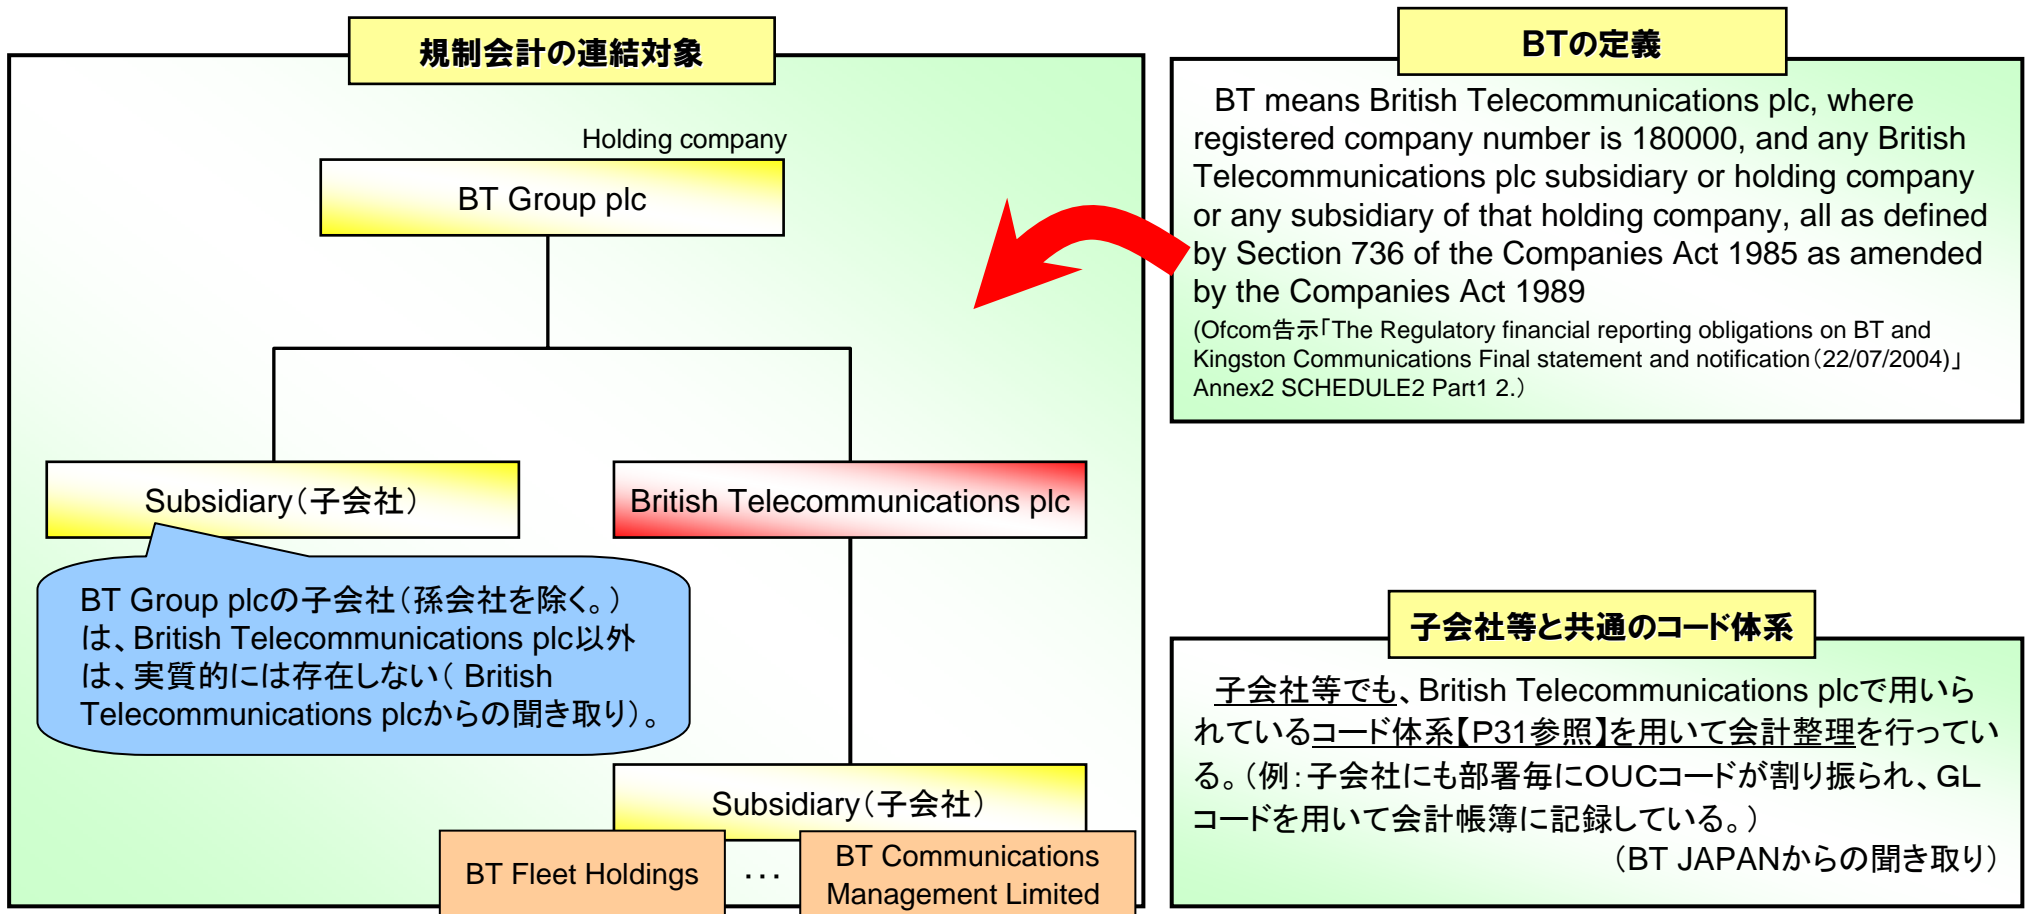 規制会計の連結対象
Holding company
BT Group plc
Subsidiary（子会社）
British Telecommunications plc
BT Group plcの子会社（孫会社を除く。）
は、British Telecommunications plc以外
は、実質的には存在しない（ British
Telecommunications plcからの聞き取り）。
Subsidiary（子会社）
BT Fleet Holdings
･･･
BT Communications
Management Limited
BTの定義
BT means British Telecommunications plc, where
registered company number is 180000, and any British
Telecommunications plc subsidiary or holding company
or any subsidiary of that holding company, all as defined
by Section 736 of the Companies Act 1985 as amended
by the Companies Act 1989
(Ofcom告示「The Regulatory financial reporting obligations on BT and
Kingston Communications Final statement and notification（22/07/2004)」
Annex2 SCHEDULE2 Part1 2.）
子会社等と共通のコード体系
子会社等でも、British Telecommunications plcで用いら
れているコード体系【P31参照】を用いて会計整理を行ってい
る。（例：子会社にも部署毎にＯＵＣコードが割り振られ、ＧＬ
コードを用いて会計帳簿に記録している。）
（BT JAPANからの聞き取り）